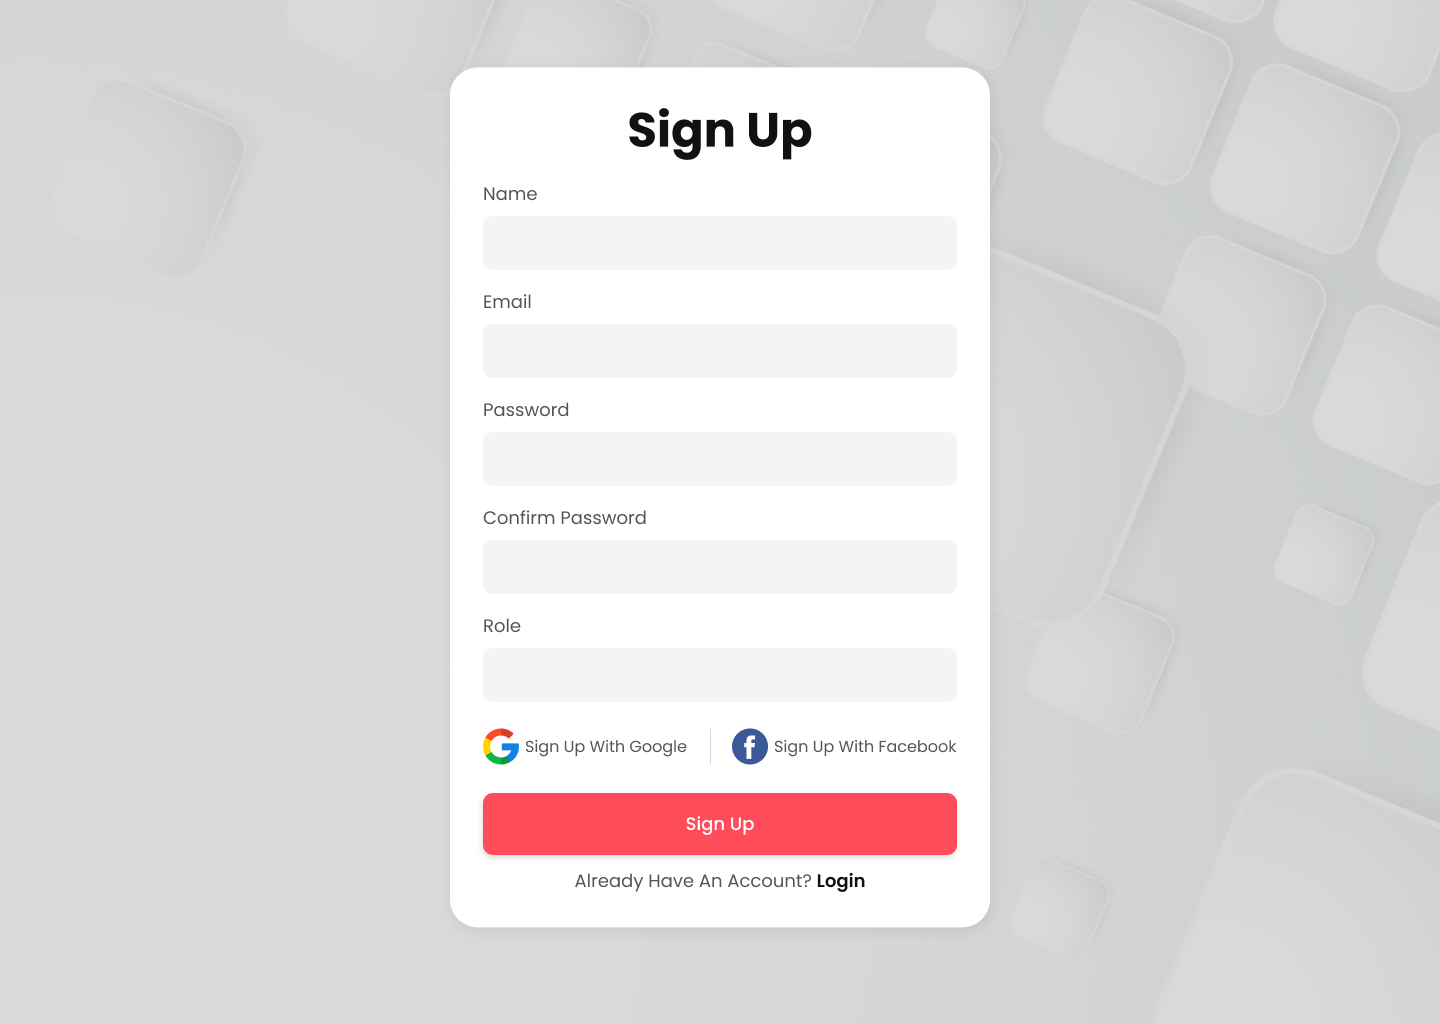 Sign Up
Name
Email
Password
Confirm Password
Role
Sign Up With Google
Sign Up With Facebook
Sign Up
Already Have An Account? Login